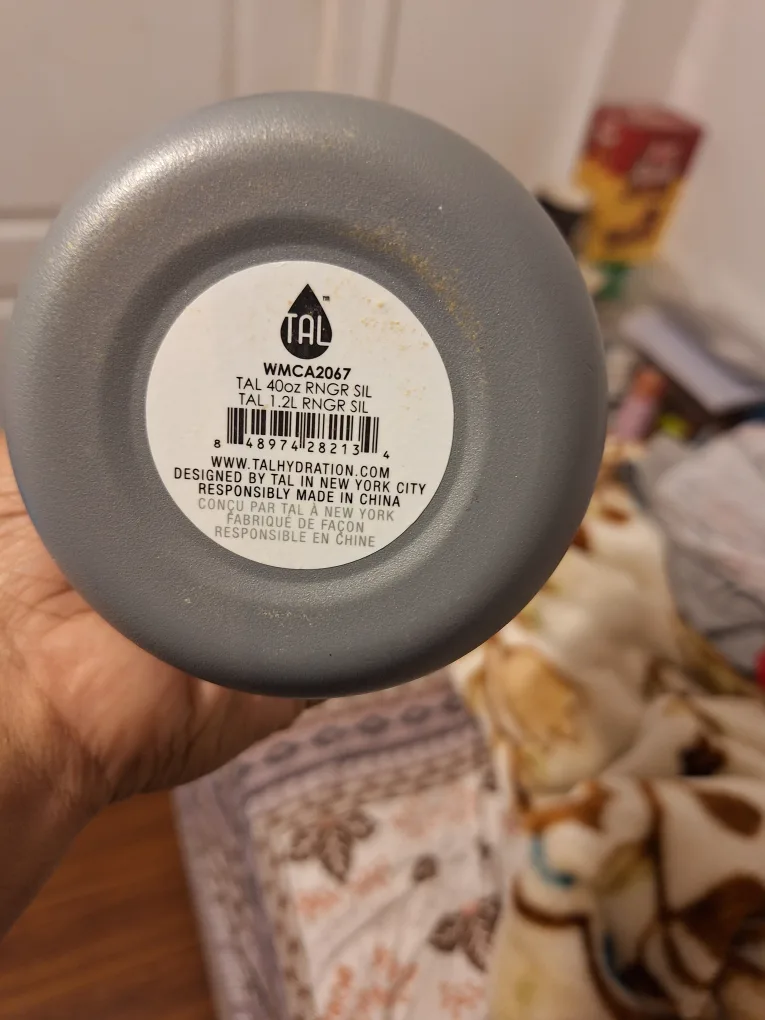 TAL™
WMCA2067
TAL 40oz RNGR SIL
TAL 1.2L RNGR SIL
8 48974 28213 4
WWW.TALHYDRATION.COM
DESIGNED BY TAL IN NEW YORK CITY
RESPONSIBLY MADE IN CHINA
CONÇU PAR TAL À NEW YORK
FABRIQUÉ DE FAÇON
RESPONSIBLE EN CHINE